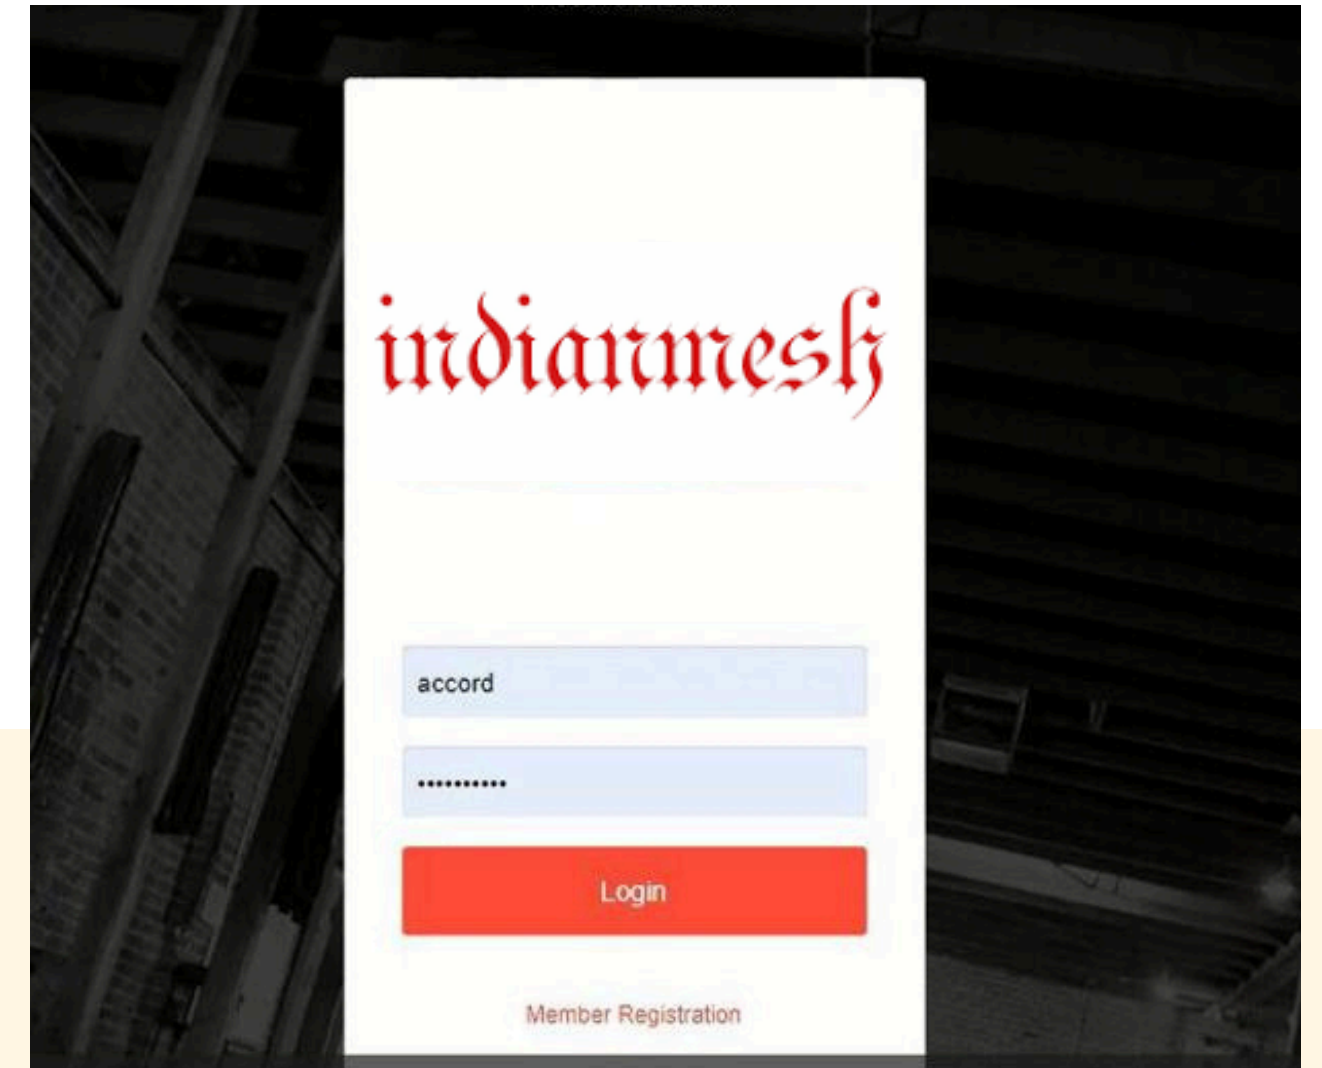 indianmesh
accord
••••••••••
Login
Member Registration